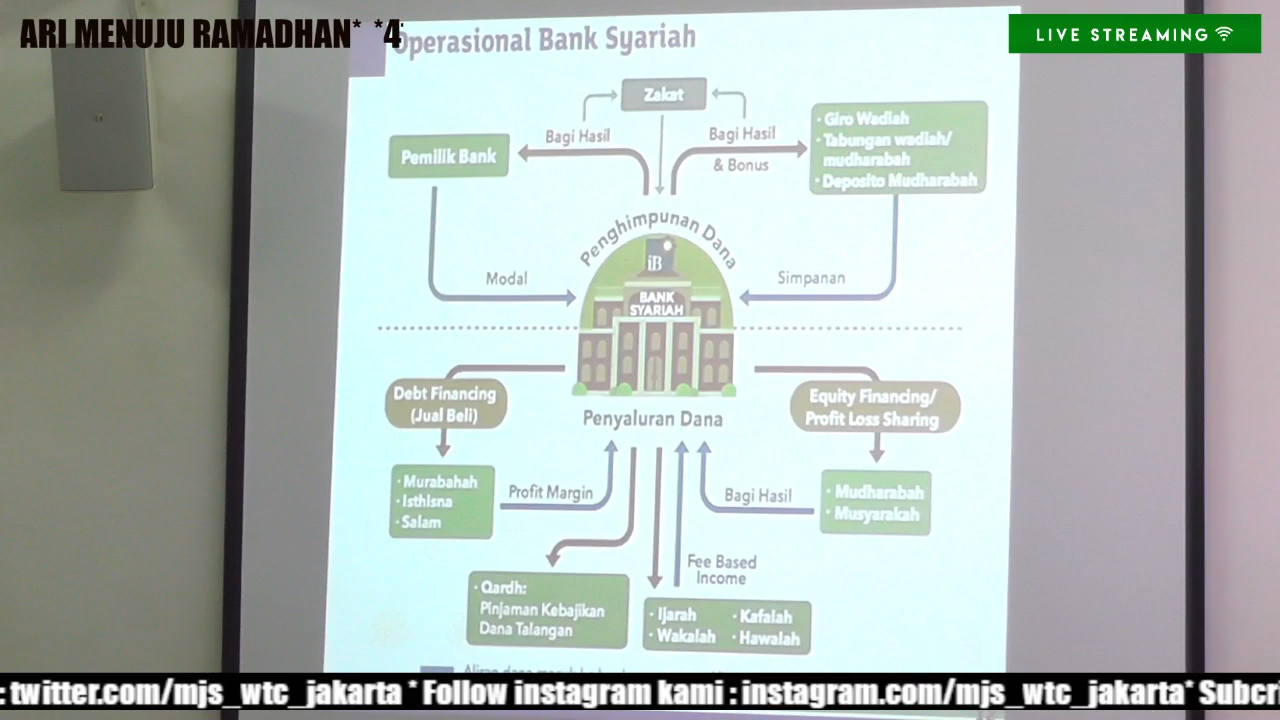 ARI MENUJU RAMADHAN* *4
LIVE STREAMING
Operasional Bank Syariah
Zakat
Bagi Hasil
Bagi Hasil
& Bonus
Pemilik Bank
· Giro Wadiah
· Tabungan wadiah/
mudharabah
· Deposito Mudharabah
Penghimpunan Dana
iB
BANK
SYARIAH
Modal
Simpanan
Debt Financing
(Jual Beli)
Equity Financing/
Profit Loss Sharing
Penyaluran Dana
· Murabahah
· Isthisna
· Salam
Profit Margin
Bagi Hasil
· Mudharabah
· Musyarakah
Fee Based
Income
· Qardh:
Pinjaman Kebajikan
Dana Talangan
· Ijarah · Kafalah
· Wakalah · Hawalah
: twitter.com/mjs_wtc_jakarta * Follow instagram kami : instagram.com/mjs_wtc_jakarta* Subcri